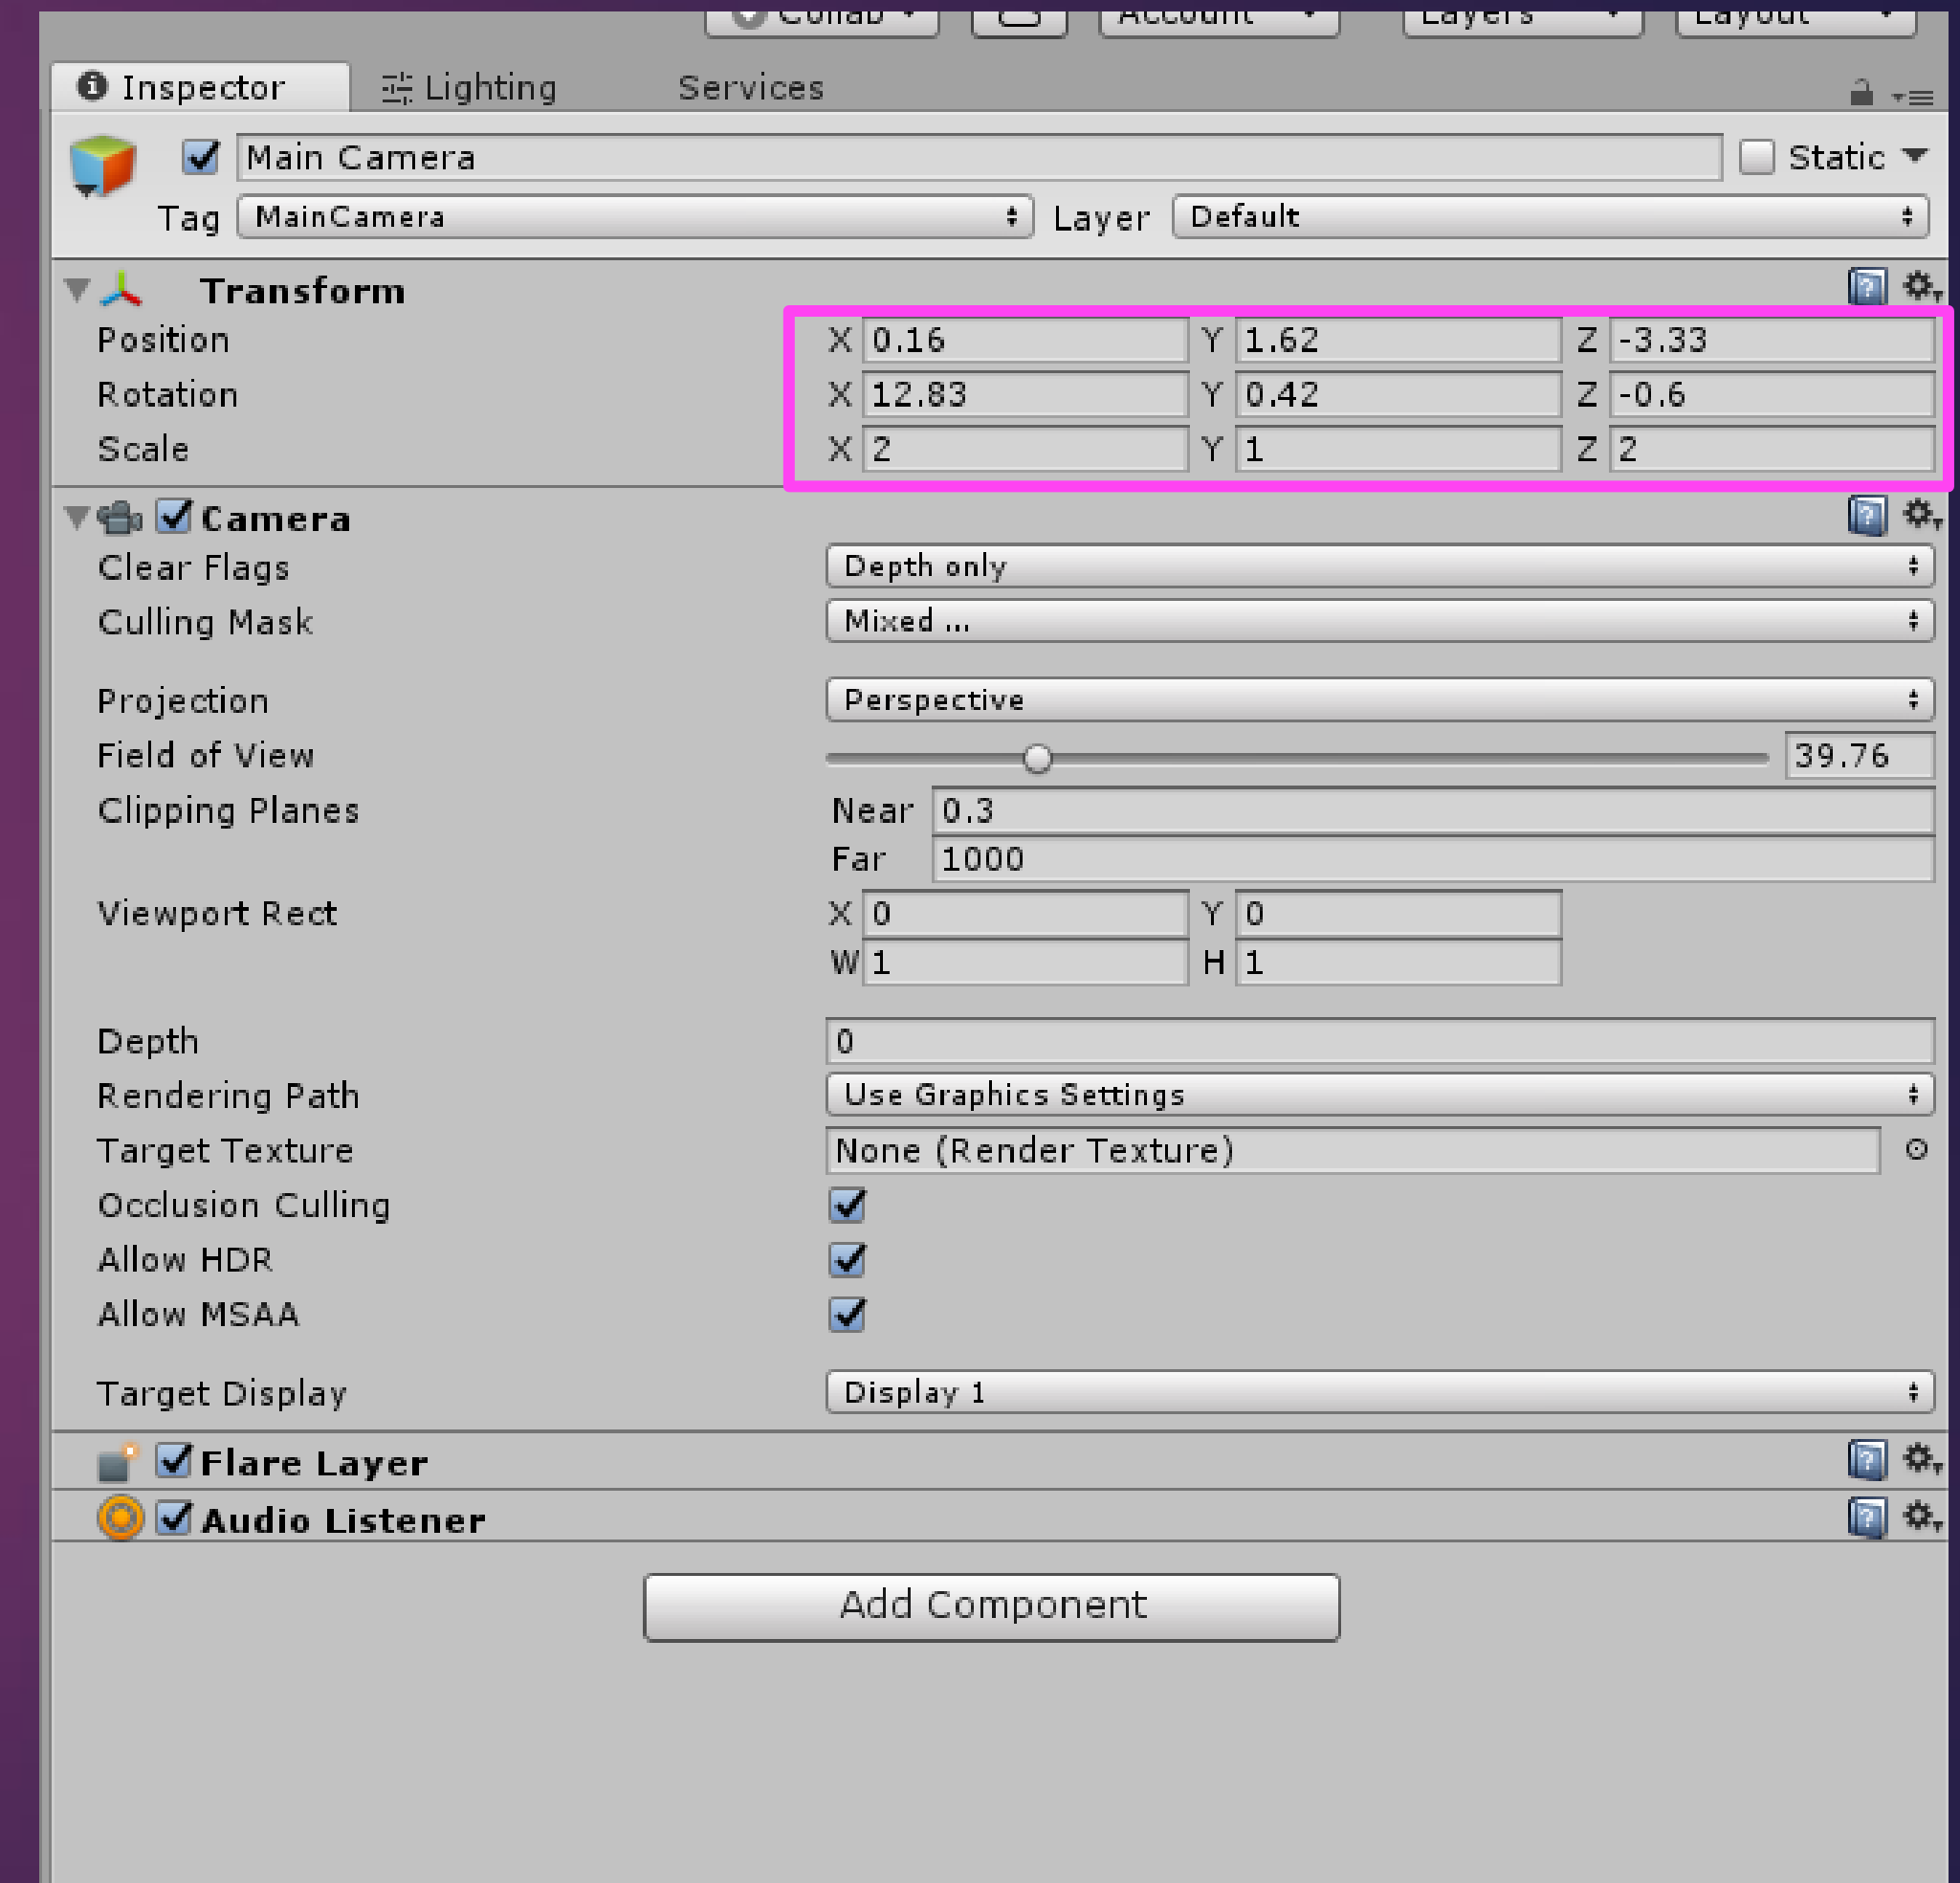 Collab Account Layers Layout
Inspector Lighting Services
Main Camera Static
Tag MainCamera Layer Default
Transform
Position X 0.16 Y 1.62 Z -3.33
Rotation X 12.83 Y 0.42 Z -0.6
Scale X 2 Y 1 Z 2
Camera
Clear Flags Depth only
Culling Mask Mixed ...
Projection Perspective
Field of View 39.76
Clipping Planes Near 0.3
Far 1000
Viewport Rect X 0 Y 0
W 1 H 1
Depth 0
Rendering Path Use Graphics Settings
Target Texture None (Render Texture)
Occlusion Culling
Allow HDR
Allow MSAA
Target Display Display 1
Flare Layer
Audio Listener
Add Component